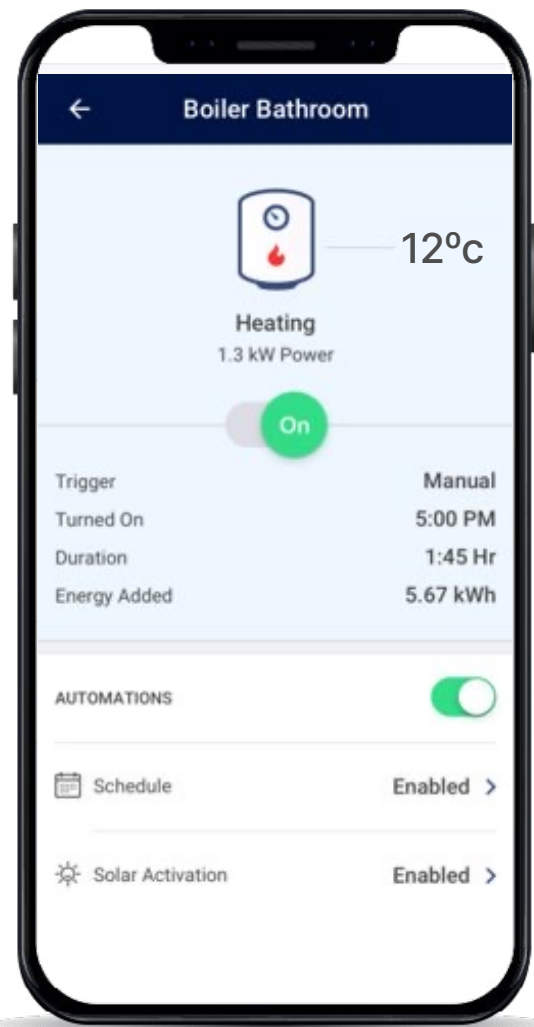 Boiler Bathroom
12ºc
Heating
1.3 kW Power
On
Trigger Manual
Turned On 5:00 PM
Duration 1:45 Hr
Energy Added 5.67 kWh
AUTOMATIONS
Schedule Enabled
Solar Activation Enabled